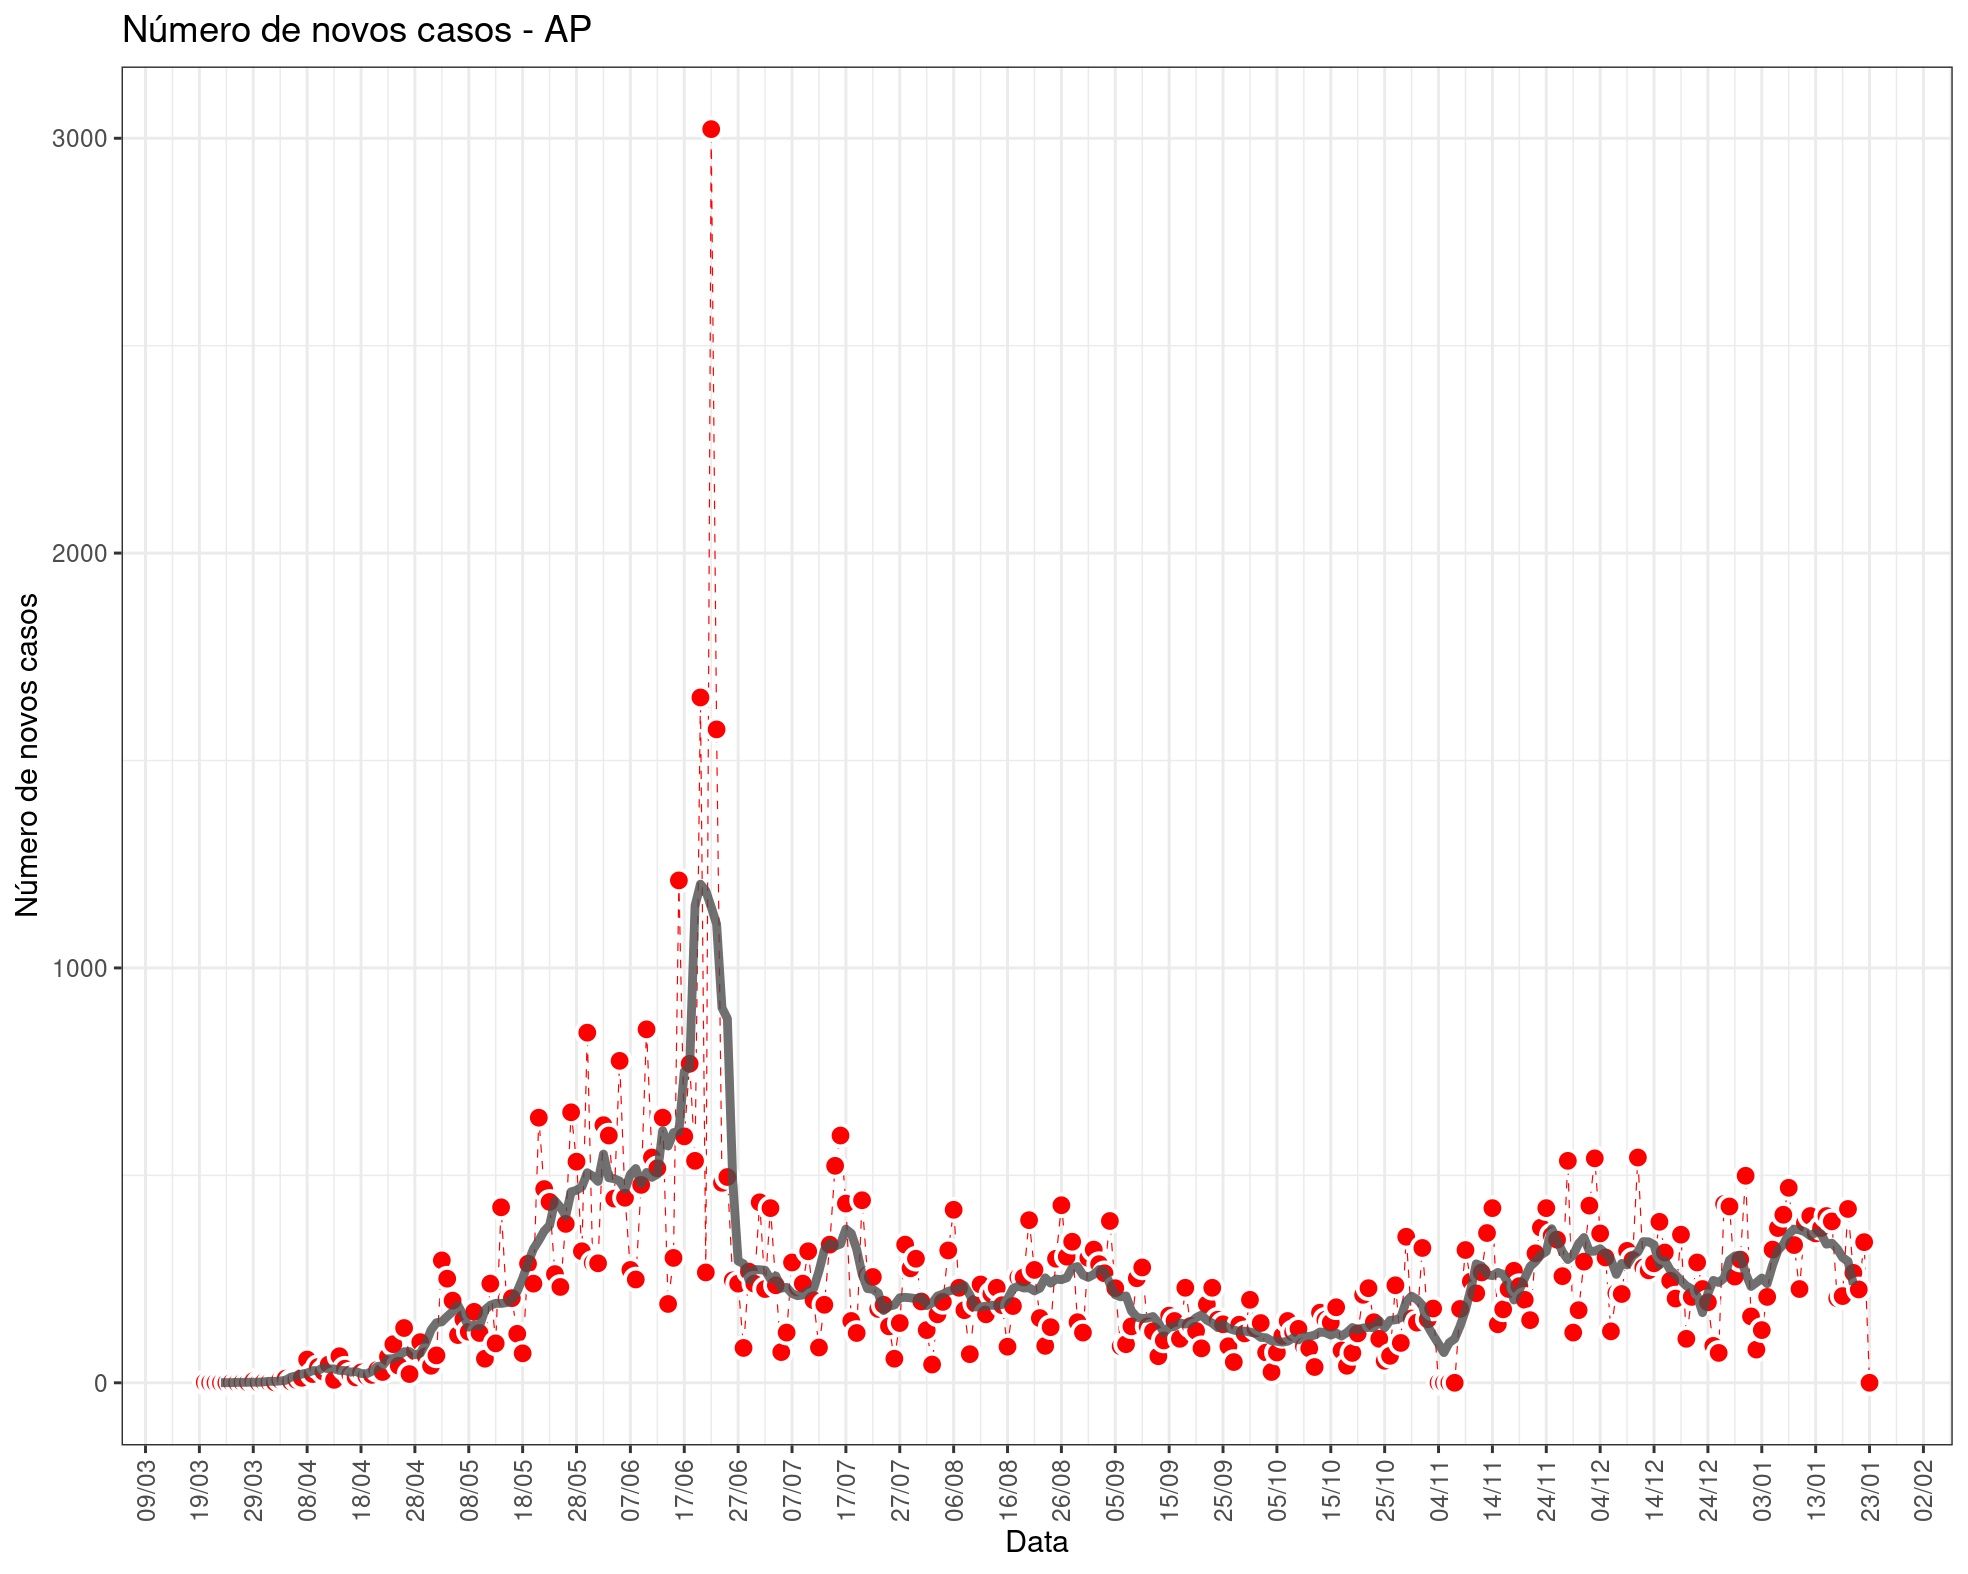 Número de novos casos - AP
Número de novos casos
3000
2000
1000
0
09/03 19/03 29/03 08/04 18/04 28/04 08/05 18/05 28/05 07/06 17/06 27/06 07/07 17/07 27/07 06/08 16/08 26/08 05/09 15/09 25/09 05/10 15/10 25/10 04/11 14/11 24/11 04/12 14/12 24/12 03/01 13/01 23/01 02/02
Data